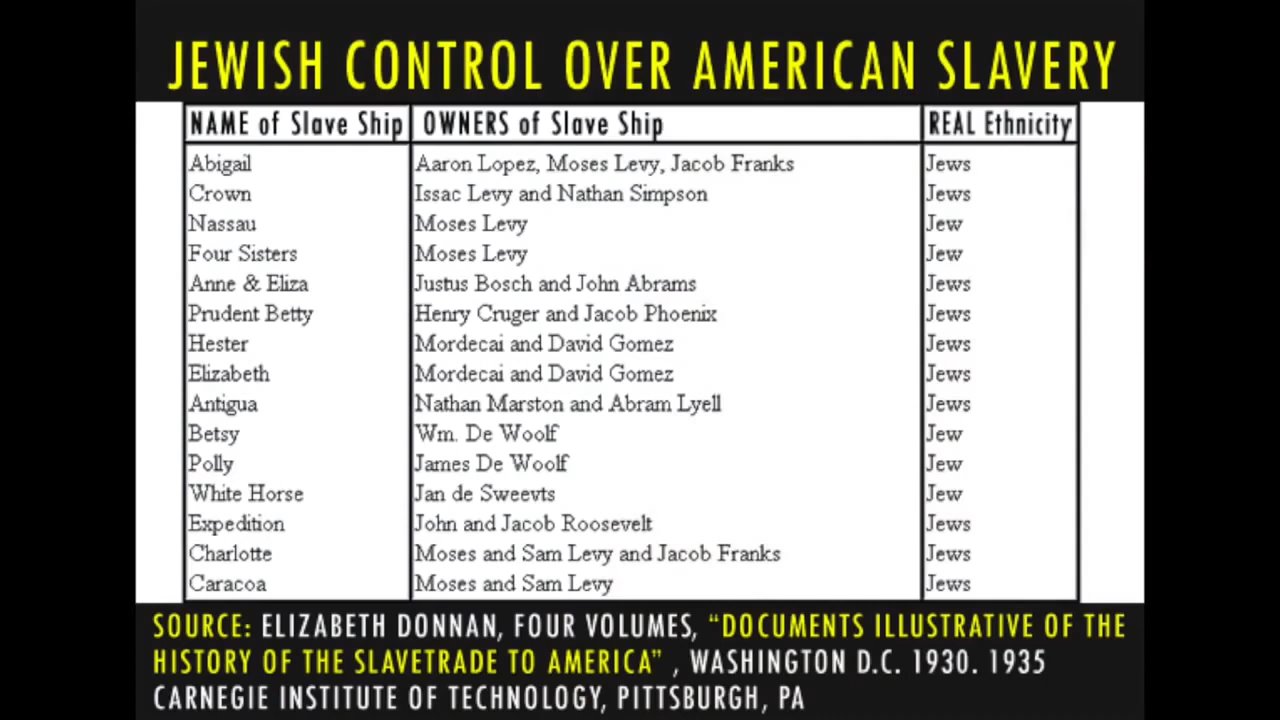 JEWISH CONTROL OVER AMERICAN SLAVERY
NAME of Slave Ship OWNERS of Slave Ship REAL Ethnicity
Abigail Aaron Lopez, Moses Levy, Jacob Franks Jews
Crown Issac Levy and Nathan Simpson Jews
Nassau Moses Levy Jew
Four Sisters Moses Levy Jew
Anne & Eliza Justus Bosch and John Abrams Jews
Prudent Betty Henry Cruger and Jacob Phoenix Jews
Hester Mordecai and David Gomez Jews
Elizabeth Mordecai and David Gomez Jews
Antigua Nathan Marston and Abram Lyell Jews
Betsy Wm. De Woolf Jew
Polly James De Woolf Jew
White Horse Jan de Sweevts Jew
Expedition John and Jacob Roosevelt Jews
Charlotte Moses and Sam Levy and Jacob Franks Jews
Caracoa Moses and Sam Levy Jews
SOURCE: ELIZABETH DONNAN, FOUR VOLUMES, “DOCUMENTS ILLUSTRATIVE OF THE
HISTORY OF THE SLAVETRADE TO AMERICA” , WASHINGTON D.C. 1930. 1935
CARNEGIE INSTITUTE OF TECHNOLOGY, PITTSBURGH, PA